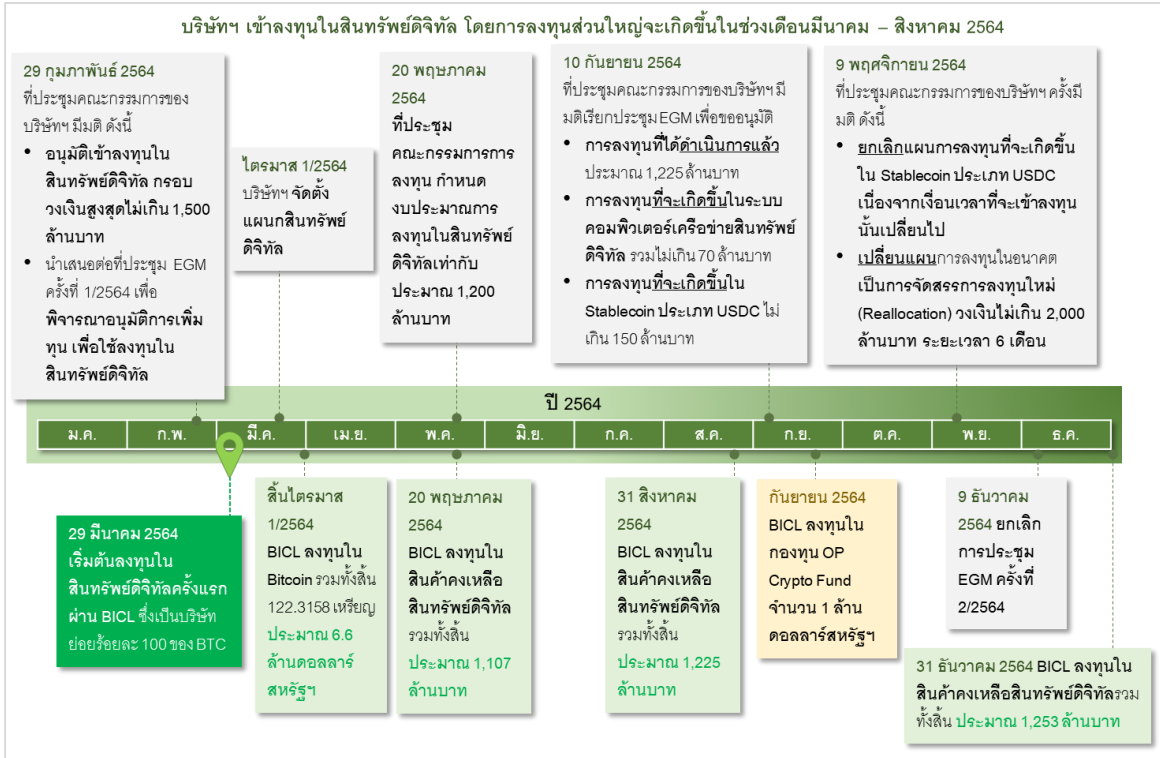 บริษัทฯ เข้าลงทุนในสินทรัพย์ดิจิทัล โดยการลงทุนส่วนใหญ่จะเกิดขึ้นในช่วงเดือนมีนาคม – สิงหาคม 2564
29 กุมภาพันธ์ 2564
ที่ประชุมคณะกรรมการของ
บริษัทฯ มีมติ ดังนี้
• อนุมัติเข้าลงทุนใน
สินทรัพย์ดิจิทัล กรอบ
วงเงินสูงสุดไม่เกิน 1,500
ล้านบาท
• นำเสนอต่อที่ประชุม EGM
ครั้งที่ 1/2564 เพื่อ
พิจารณาอนุมัติการเพิ่ม
ทุน เพื่อใช้ลงทุนใน
สินทรัพย์ดิจิทัล
ไตรมาส 1/2564
บริษัทฯ จัดตั้ง
แผนกสินทรัพย์
ดิจิทัล
20 พฤษภาคม
2564
ที่ประชุม
คณะกรรมการการ
ลงทุน กำหนด
งบประมาณการ
ลงทุนในสินทรัพย์
ดิจิทัลเท่ากับ
ประมาณ 1,200
ล้านบาท
10 กันยายน 2564
ที่ประชุมคณะกรรมการของบริษัทฯ มี
มติเรียกประชุม EGM เพื่อขออนุมัติ
• การลงทุนที่ได้ดำเนินการแล้ว
ประมาณ 1,225 ล้านบาท
• การลงทุนที่จะเกิดขึ้นในระบบ
คอมพิวเตอร์เครือข่ายสินทรัพย์
ดิจิทัล รวมไม่เกิน 70 ล้านบาท
• การลงทุนที่จะเกิดขึ้นใน
Stablecoin ประเภท USDC ไม่
เกิน 150 ล้านบาท
9 พฤศจิกายน 2564
ที่ประชุมคณะกรรมการของบริษัทฯ ครั้งมี
มติ ดังนี้
• ยกเลิกแผนการลงทุนที่จะเกิดขึ้น
ใน Stablecoin ประเภท USDC
เนื่องจากเงื่อนเวลาที่จะเข้าลงทุน
นั้นเปลี่ยนไป
• เปลี่ยนแผนการลงทุนในอนาคต
เป็นการจัดสรรการลงทุนใหม่
(Reallocation) วงเงินไม่เกิน 2,000
ล้านบาท ระยะเวลา 6 เดือน
ปี 2564
ม.ค. ก.พ. มี.ค. เม.ย. พ.ค. มิ.ย. ก.ค. ส.ค. ก.ย. ต.ค. พ.ย. ธ.ค.
29 มีนาคม 2564
เริ่มต้นลงทุนใน
สินทรัพย์ดิจิทัลครั้งแรก
ผ่าน BICL ซึ่งเป็นบริษัท
ย่อยร้อยละ 100 ของ BTC
สิ้นไตรมาส
1/2564
BICL ลงทุนใน
Bitcoin รวมทั้งสิ้น
122.3158 เหรียญ
ประมาณ 6.6
ล้านดอลลาร์
สหรัฐฯ
20 พฤษภาคม
2564
BICL ลงทุนใน
สินค้าคงเหลือ
สินทรัพย์ดิจิทัล
รวมทั้งสิ้น
ประมาณ 1,107
ล้านบาท
31 สิงหาคม
2564
BICL ลงทุนใน
สินค้าคงเหลือ
สินทรัพย์ดิจิทัล
รวมทั้งสิ้น
ประมาณ 1,225
ล้านบาท
กันยายน 2564
BICL ลงทุนใน
กองทุน OP
Crypto Fund
จำนวน 1 ล้าน
ดอลลาร์สหรัฐฯ
9 ธันวาคม
2564 ยกเลิก
การประชุม
EGM ครั้งที่
2/2564
31 ธันวาคม 2564 BICL ลงทุนใน
สินค้าคงเหลือสินทรัพย์ดิจิทัลรวม
ทั้งสิ้น ประมาณ 1,253 ล้านบาท